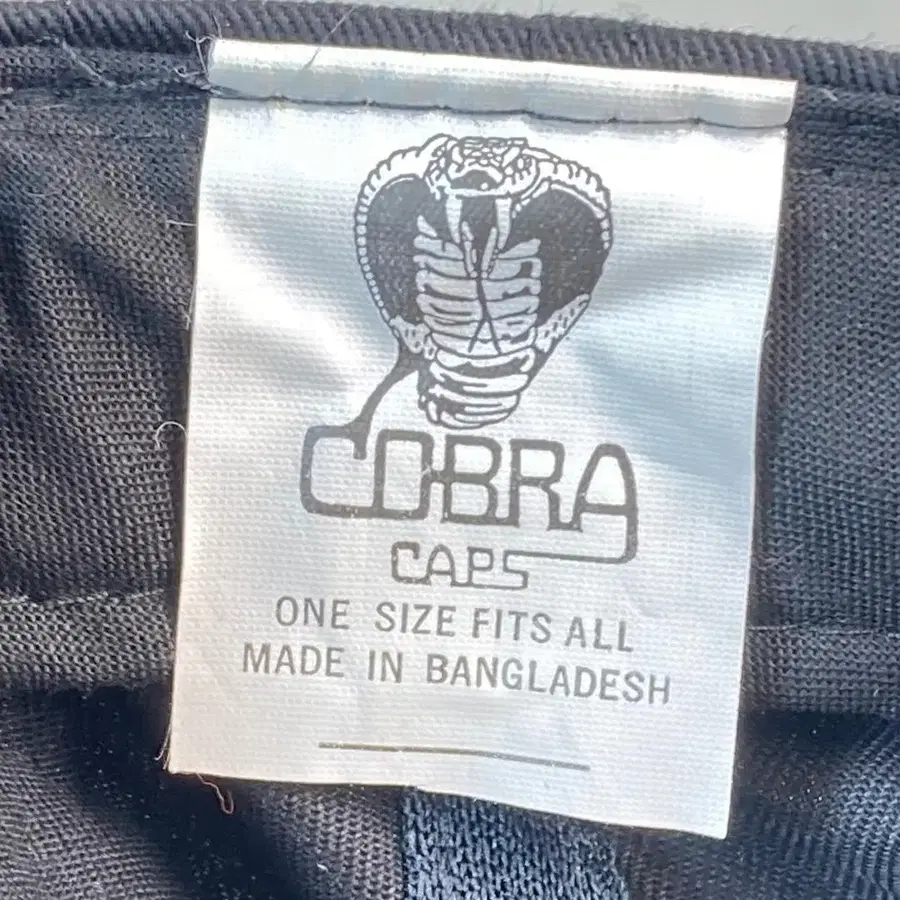 COBRA
CAPS
ONE SIZE FITS ALL
MADE IN BANGLADESH